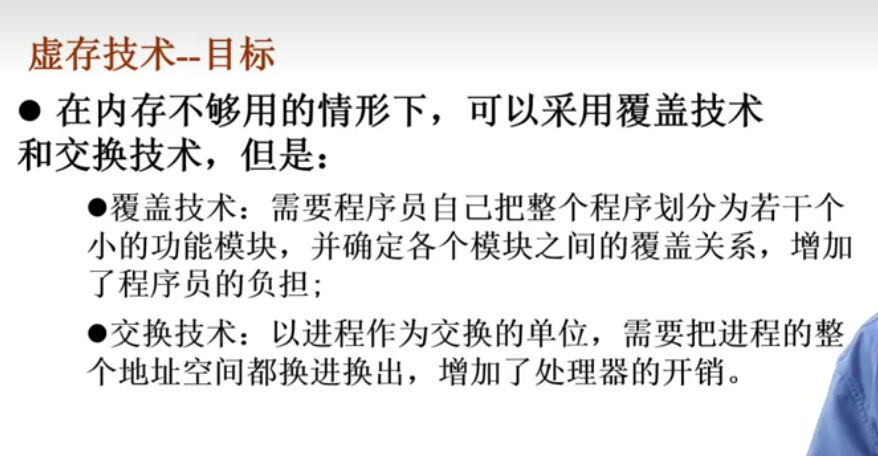 虚存技术--目标
● 在内存不够用的情形下，可以采用覆盖技术
和交换技术，但是：
●覆盖技术：需要程序员自己把整个程序划分为若干个
小的功能模块，并确定各个模块之间的覆盖关系，增加
了程序员的负担;
●交换技术：以进程作为交换的单位，需要把进程的整
个地址空间都换进换出，增加了处理器的开销。